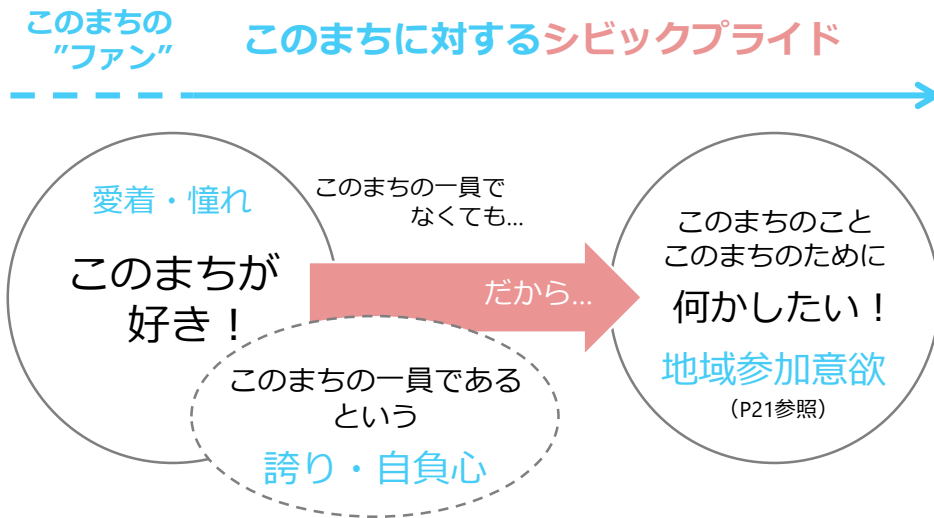 このまちの
”ファン”
このまちに対するシビックプライド
愛着・憧れ
このまちが
好き！
このまちの一員で
なくても…
だから…
このまちの一員である
という
誇り・自負心
このまちのこと
このまちのために
何かしたい！
地域参加意欲
（P21参照）